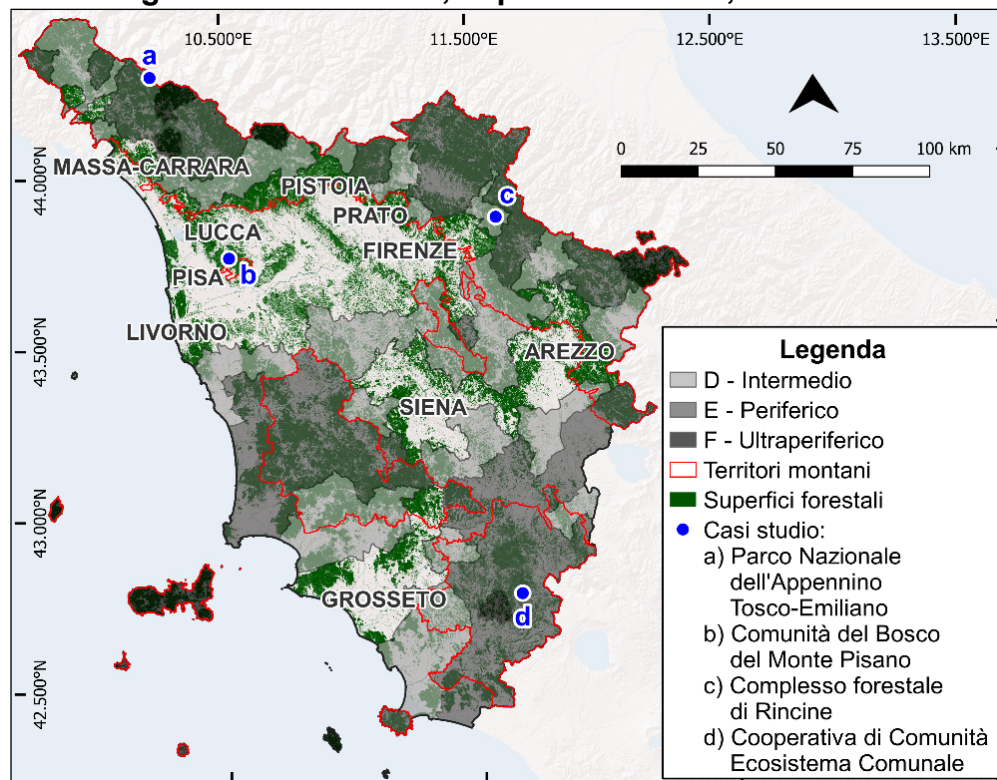 10.500°E
11.500°E
12.500°E
13.500°E
a
0 25 50 75 100 km
MASSA-CARRARA
44.000°N
PISTOIA
c
PRATO
LUCCA
FIRENZE
PISA
b
LIVORNO
43.500°N
AREZZO
SIENA
43.000°N
GROSSETO
d
42.500°N
Legenda
D - Intermedio
E - Periferico
F - Ultraperiferico
Territori montani
Superfici forestali
Casi studio:
a) Parco Nazionale
dell'Appennino
Tosco-Emiliano
b) Comunità del Bosco
del Monte Pisano
c) Complesso forestale
di Rincine
d) Cooperativa di Comunità
Ecosistema Comunale